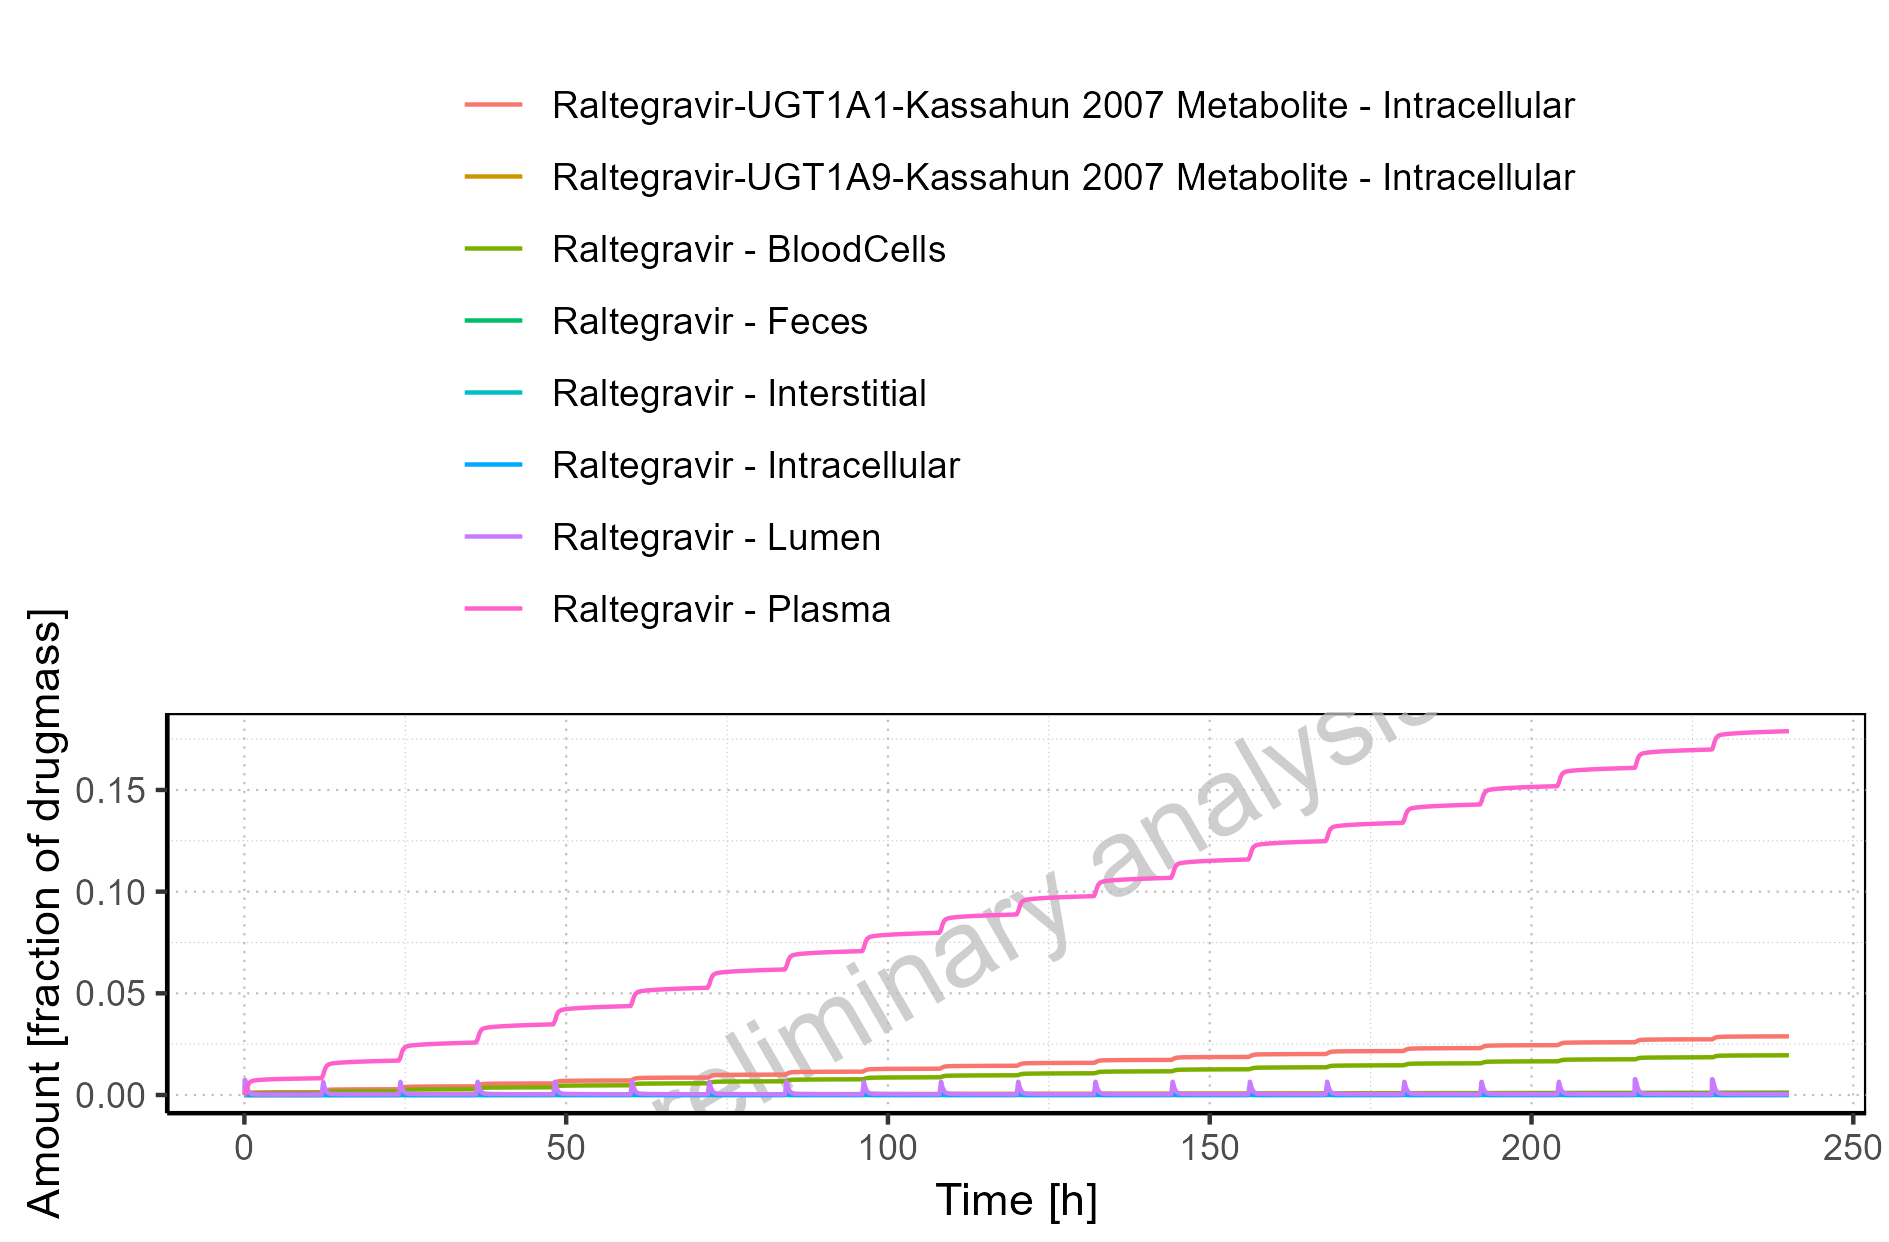 Raltegravir-UGT1A1-Kassahun 2007 Metabolite - Intracellular
Raltegravir-UGT1A9-Kassahun 2007 Metabolite - Intracellular
Raltegravir - BloodCells
Raltegravir - Feces
Raltegravir - Interstitial
Raltegravir - Intracellular
Raltegravir - Lumen
Raltegravir - Plasma
Amount [fraction of drugmass]
0.15
0.10
0.05
0.00
reliminary analysis
0
50
100
150
200
250
Time [h]